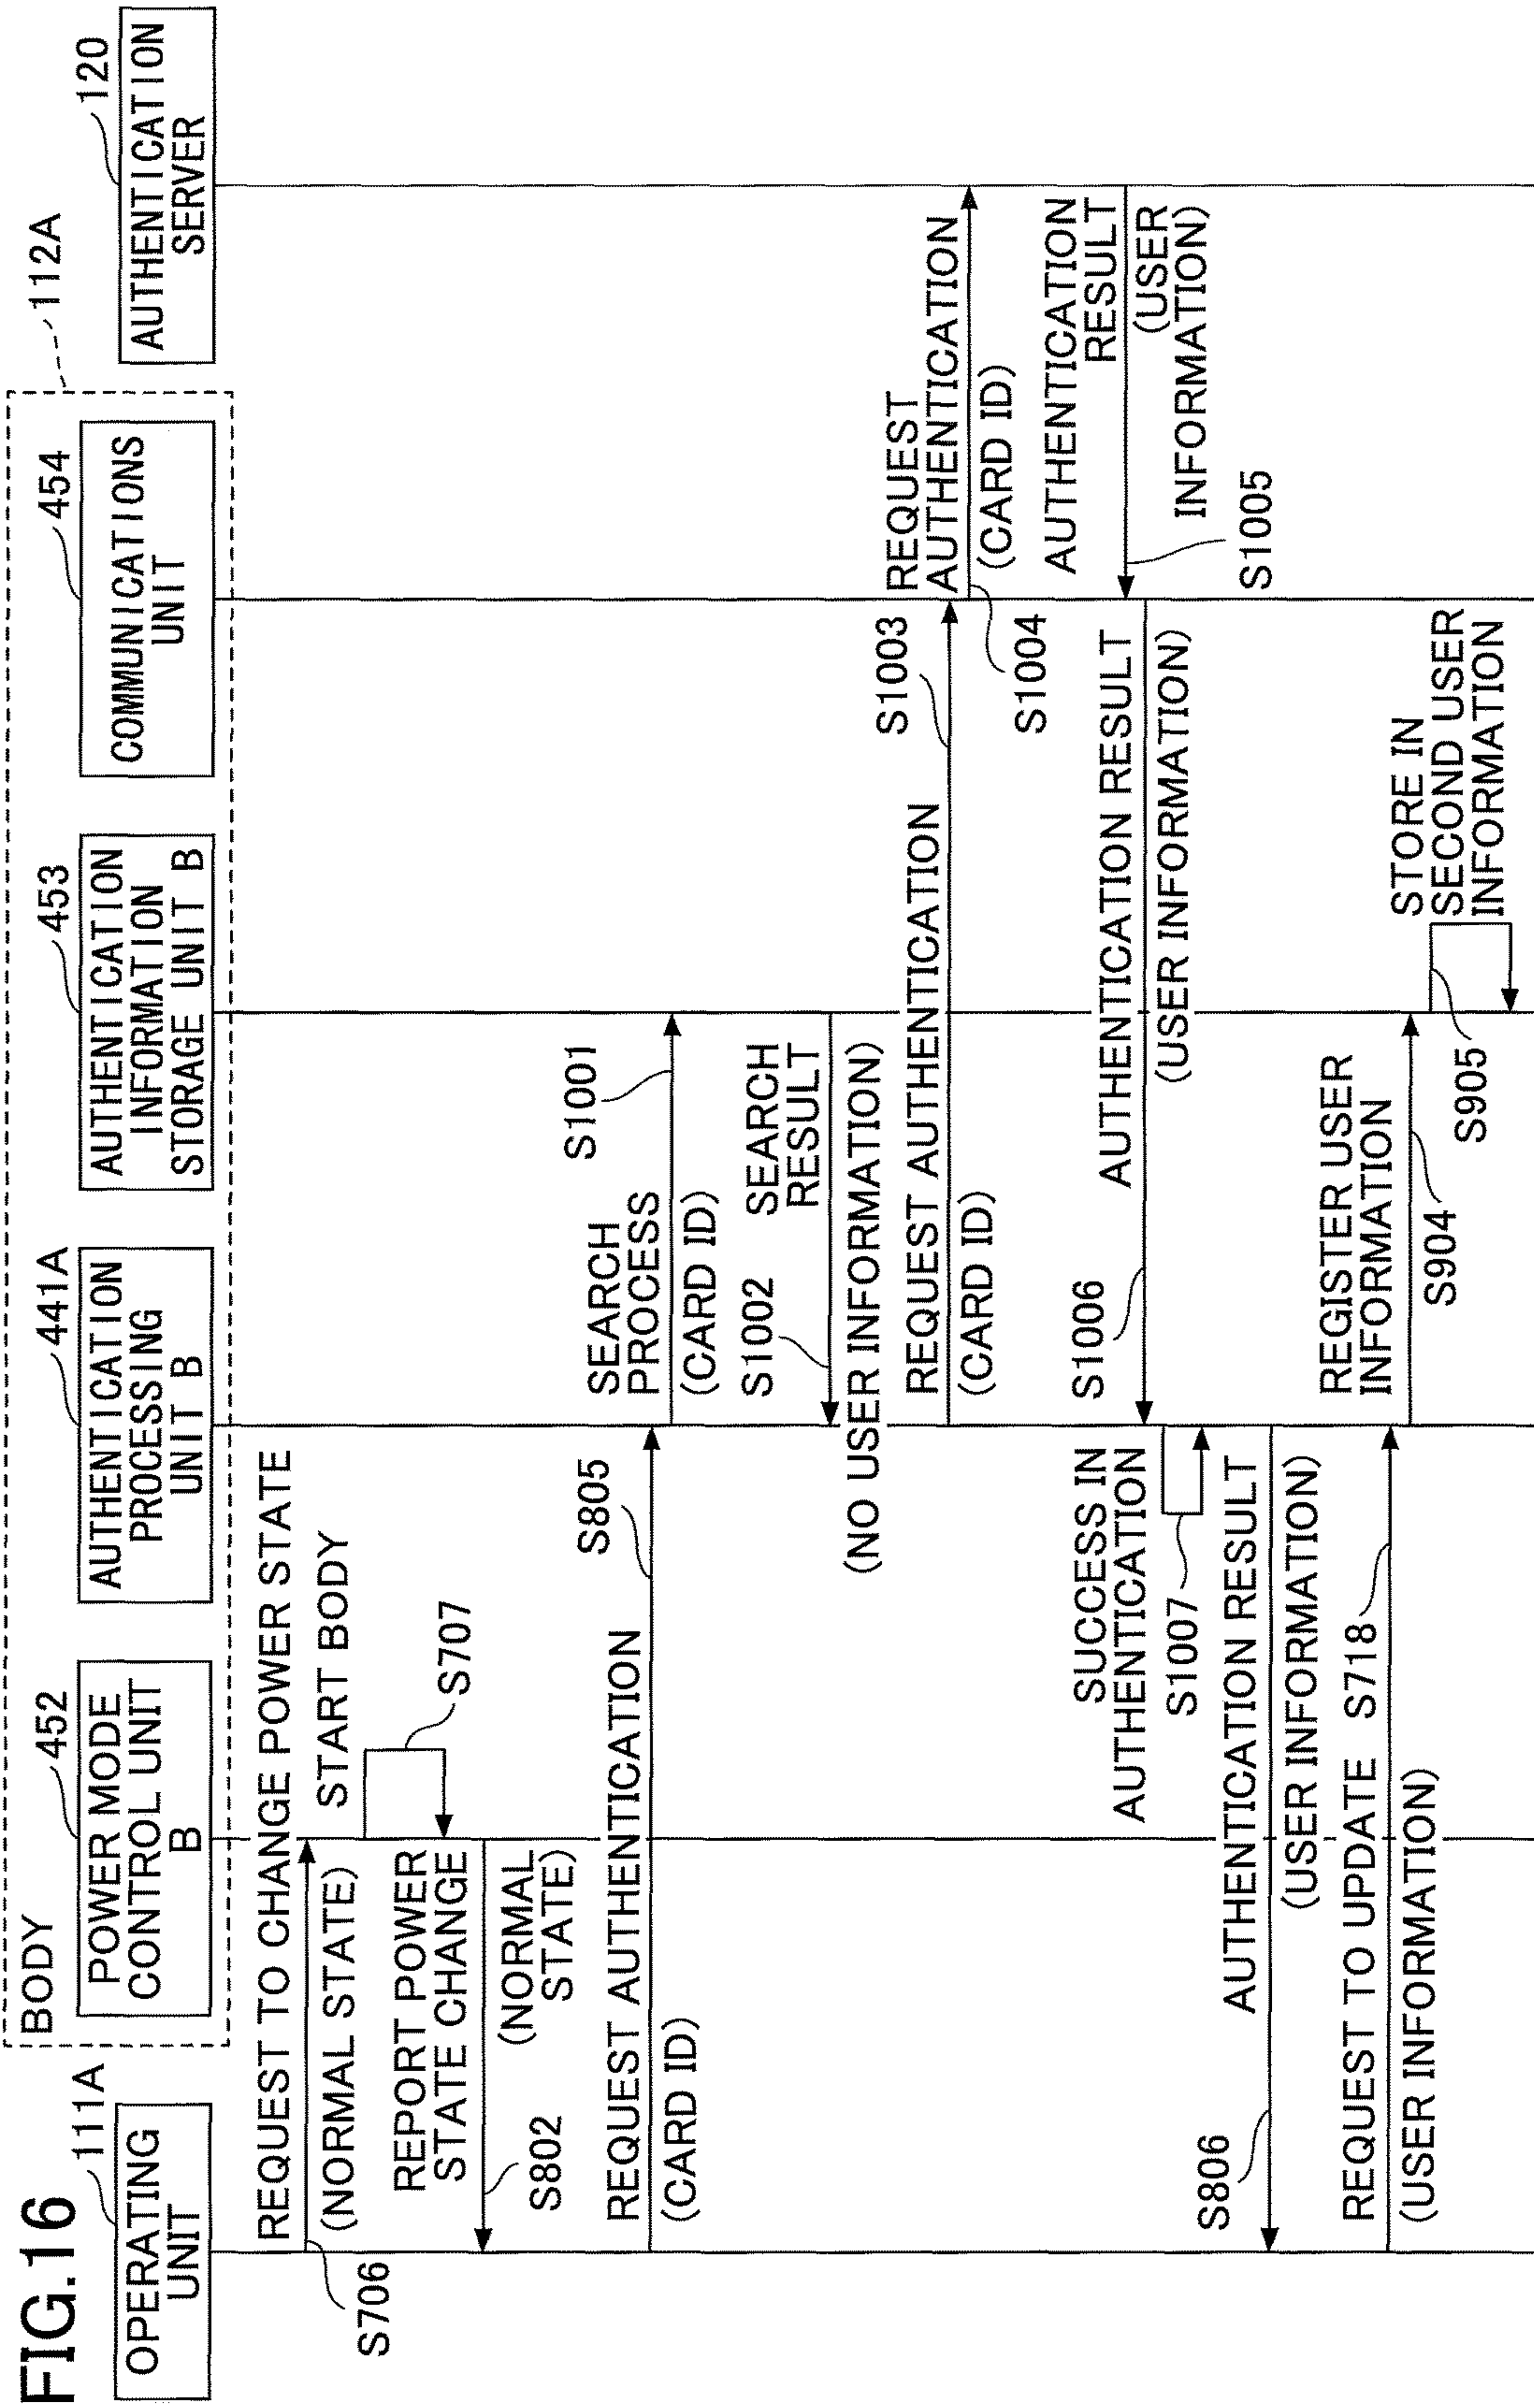 FIG.16
BODY
112A
111A
OPERATING
UNIT
452
POWER MODE
CONTROL UNIT
B
441A
AUTHENTICATION
PROCESSING
UNIT B
453
AUTHENTICATION
INFORMATION
STORAGE UNIT B
454
COMMUNICATIONS
UNIT
120
AUTHENTICATION
SERVER
REQUEST TO CHANGE POWER STATE
S706
(NORMAL STATE)
START BODY
S707
REPORT POWER
STATE CHANGE
S802
(NORMAL
STATE)
REQUEST AUTHENTICATION
S805
(CARD ID)
SEARCH
PROCESS
S1001
(CARD ID)
SEARCH
RESULT
S1002
(NO USER INFORMATION)
REQUEST AUTHENTICATION
S1003
(CARD ID)
REQUEST
AUTHENTICATION
S1004
(CARD ID)
AUTHENTICATION
RESULT
(USER
INFORMATION)
S1005
AUTHENTICATION RESULT
S1006
(USER INFORMATION)
SUCCESS IN
AUTHENTICATION
S1007
AUTHENTICATION RESULT
S806
(USER INFORMATION)
REQUEST TO UPDATE S718
(USER INFORMATION)
REGISTER USER
INFORMATION
S904
STORE IN
SECOND USER
INFORMATION
S905